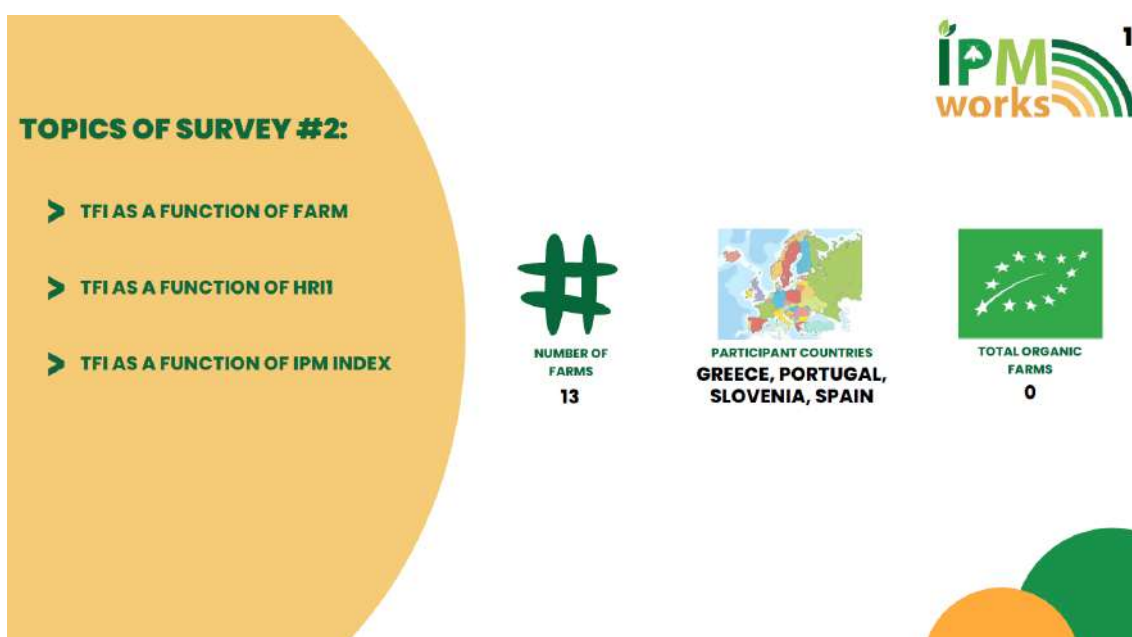 IPM
works
1
TOPICS OF SURVEY #2:
> TFI AS A FUNCTION OF FARM
> TFI AS A FUNCTION OF HRI1
> TFI AS A FUNCTION OF IPM INDEX
#
NUMBER OF
FARMS
13
PARTICIPANT COUNTRIES
GREECE, PORTUGAL,
SLOVENIA, SPAIN
TOTAL ORGANIC
FARMS
0